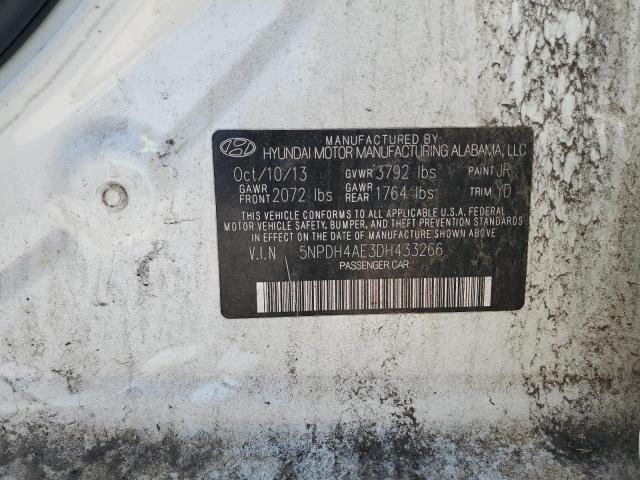 MANUFACTURED BY
HYUNDAI MOTOR MANUFACTURING ALABAMA, LLC
Oct/10/13 GVWR 3792 lbs PAINT JR
GAWR FRONT 2072 lbs GAWR REAR 1764 lbs TRIM YD
THIS VEHICLE CONFORMS TO ALL APPLICABLE U.S.A. FEDERAL
MOTOR VEHICLE SAFETY, BUMPER, AND THEFT PREVENTION STANDARDS
IN EFFECT ON THE DATE OF MANUFACTURE SHOWN ABOVE.
V.I.N 5NPDH4AE3DH433266
PASSENGER CAR